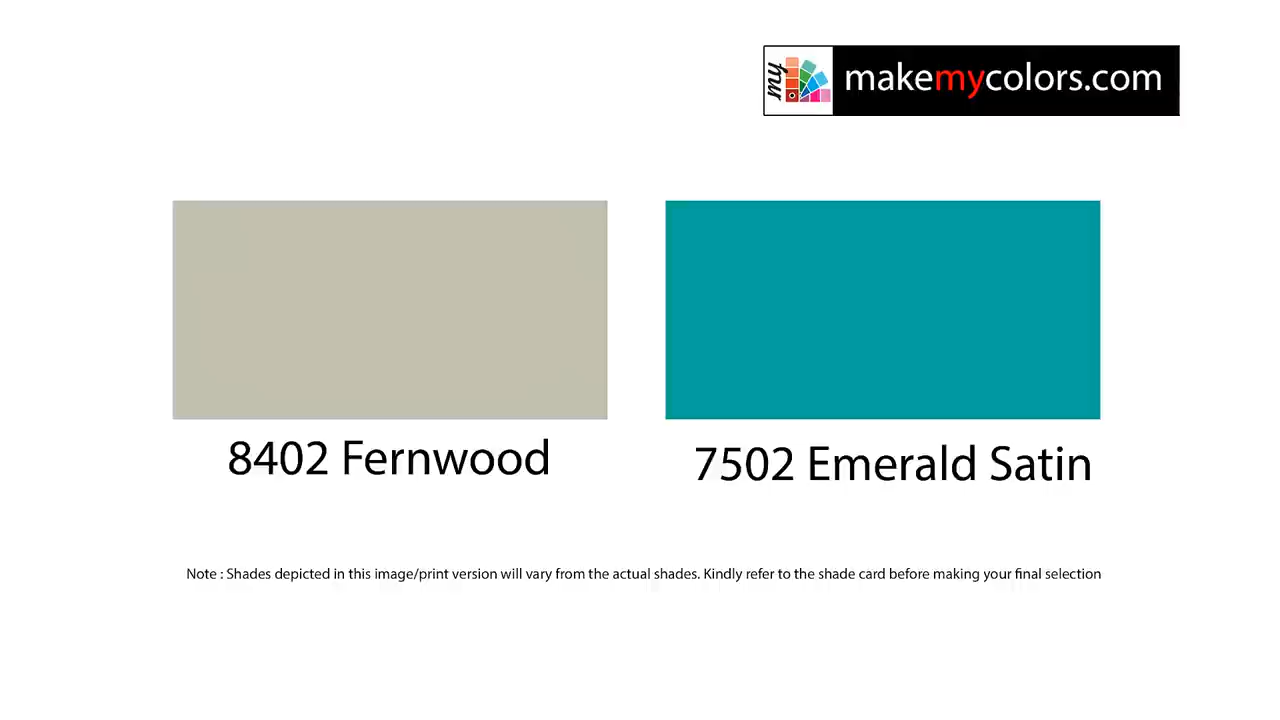 my
makemycolors.com
8402 Fernwood
7502 Emerald Satin
Note : Shades depicted in this image/print version will vary from the actual shades. Kindly refer to the shade card before making your final selection